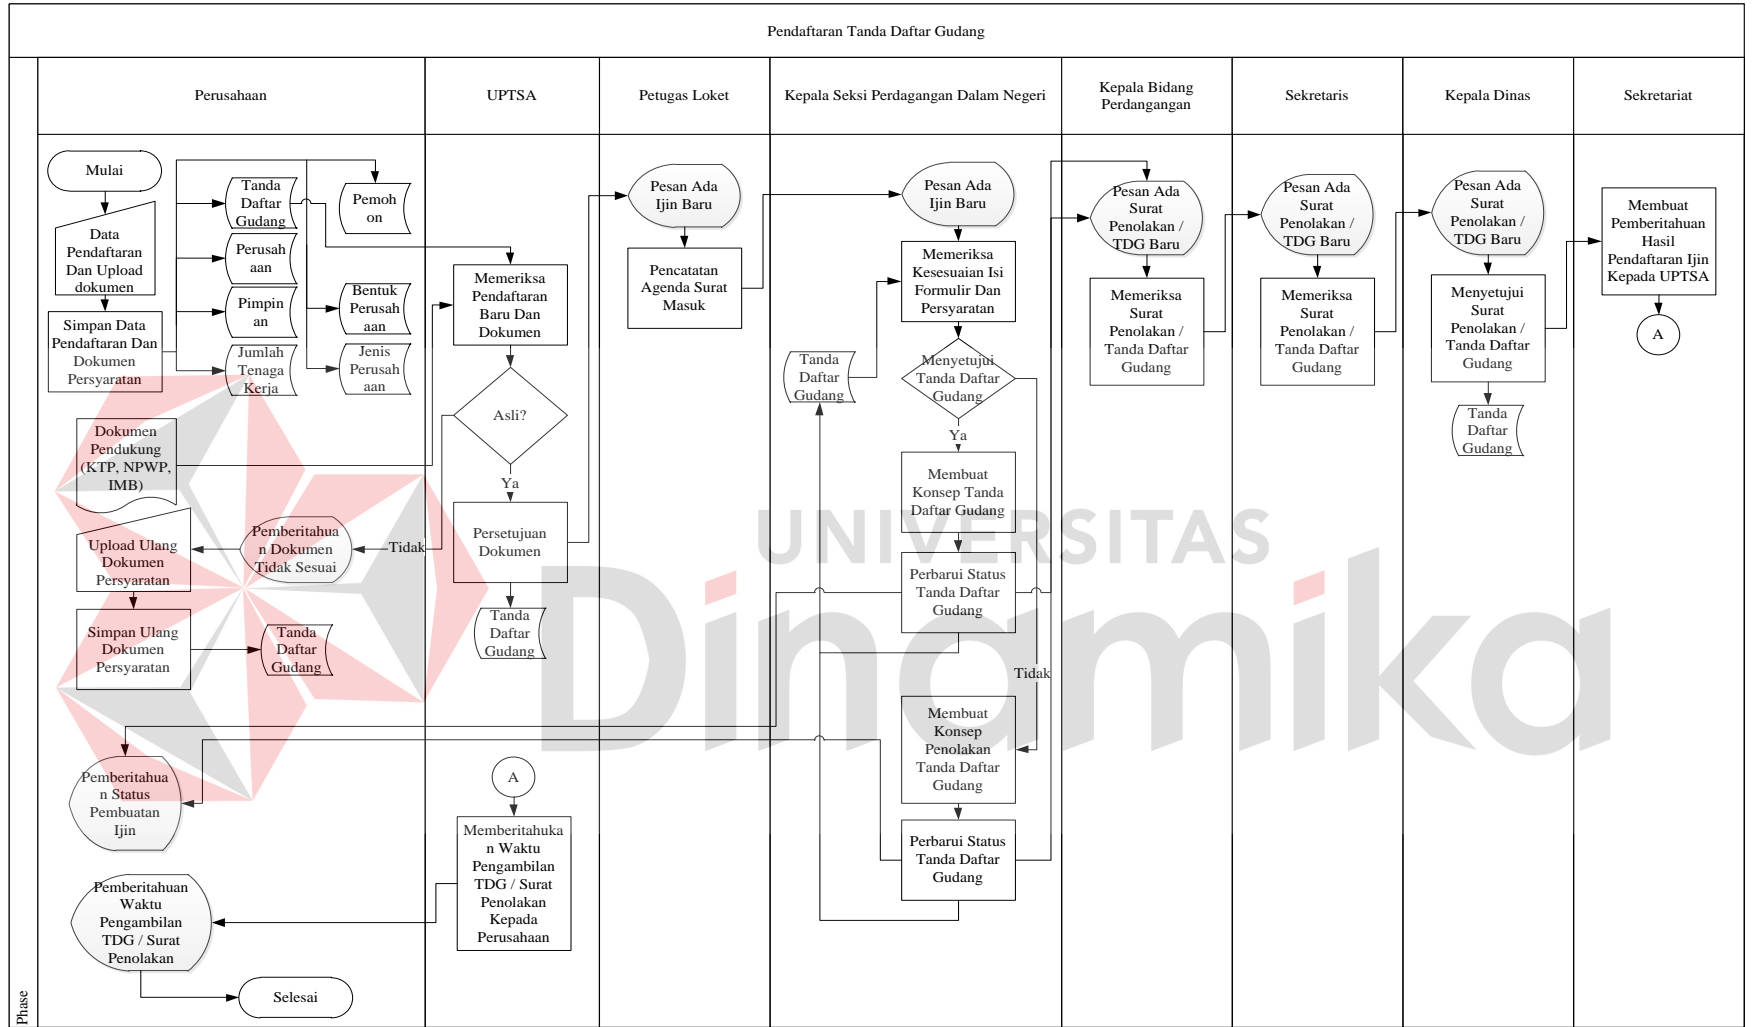 Pendaftaran Tanda Daftar Gudang
Phase
Perusahaan
UPTSA
Petugas Loket
Kepala Seksi Perdagangan Dalam Negeri
Kepala Bidang
Perdangangan
Sekretaris
Kepala Dinas
Sekretariat
Mulai
Data
Pendaftaran
Dan Upload
dokumen
Simpan Data
Pendaftaran Dan
Dokumen
Persyaratan
Tanda
Daftar
Gudang
Pemoh
on
Perusah
aan
Pimpin
an
Bentuk
Perusah
aan
Jumlah
Tenaga
Kerja
Jenis
Perusah
aan
Dokumen
Pendukung
(KTP, NPWP,
IMB)
Upload Ulang
Dokumen
Persyaratan
Pemberitahua
n Dokumen
Tidak Sesuai
Tidak
Simpan Ulang
Dokumen
Persyaratan
Tanda
Daftar
Gudang
Pemberitahua
n Status
Pembuatan
Ijin
Pemberitahuan
Waktu
Pengambilan
TDG / Surat
Penolakan
Selesai
Memeriksa
Pendaftaran
Baru Dan
Dokumen
Asli?
Ya
Persetujuan
Dokumen
Tanda
Daftar
Gudang
A
Memberitahuka
n Waktu
Pengambilan
TDG / Surat
Penolakan
Kepada
Perusahaan
Pesan Ada
Ijin Baru
Pencatatan
Agenda Surat
Masuk
Pesan Ada
Ijin Baru
Memeriksa
Kesesuaian Isi
Formulir Dan
Persyaratan
Tanda
Daftar
Gudang
Menyetujui
Tanda Daftar
Gudang
Ya
Membuat
Konsep Tanda
Daftar Gudang
Perbarui Status
Tanda Daftar
Gudang
Tidak
Membuat
Konsep
Penolakan
Tanda Daftar
Gudang
Perbarui Status
Tanda Daftar
Gudang
Pesan Ada
Surat
Penolakan /
TDG Baru
Memeriksa
Surat
Penolakan /
Tanda Daftar
Gudang
Pesan Ada
Surat
Penolakan /
TDG Baru
Memeriksa
Surat
Penolakan /
Tanda Daftar
Gudang
Pesan Ada
Surat
Penolakan /
TDG Baru
Menyetujui
Surat
Penolakan /
Tanda Daftar
Gudang
Tanda
Daftar
Gudang
Membuat
Pemberitahuan
Hasil
Pendaftaran Ijin
Kepada UPTSA
A
UNIVERSITAS
Dinamika